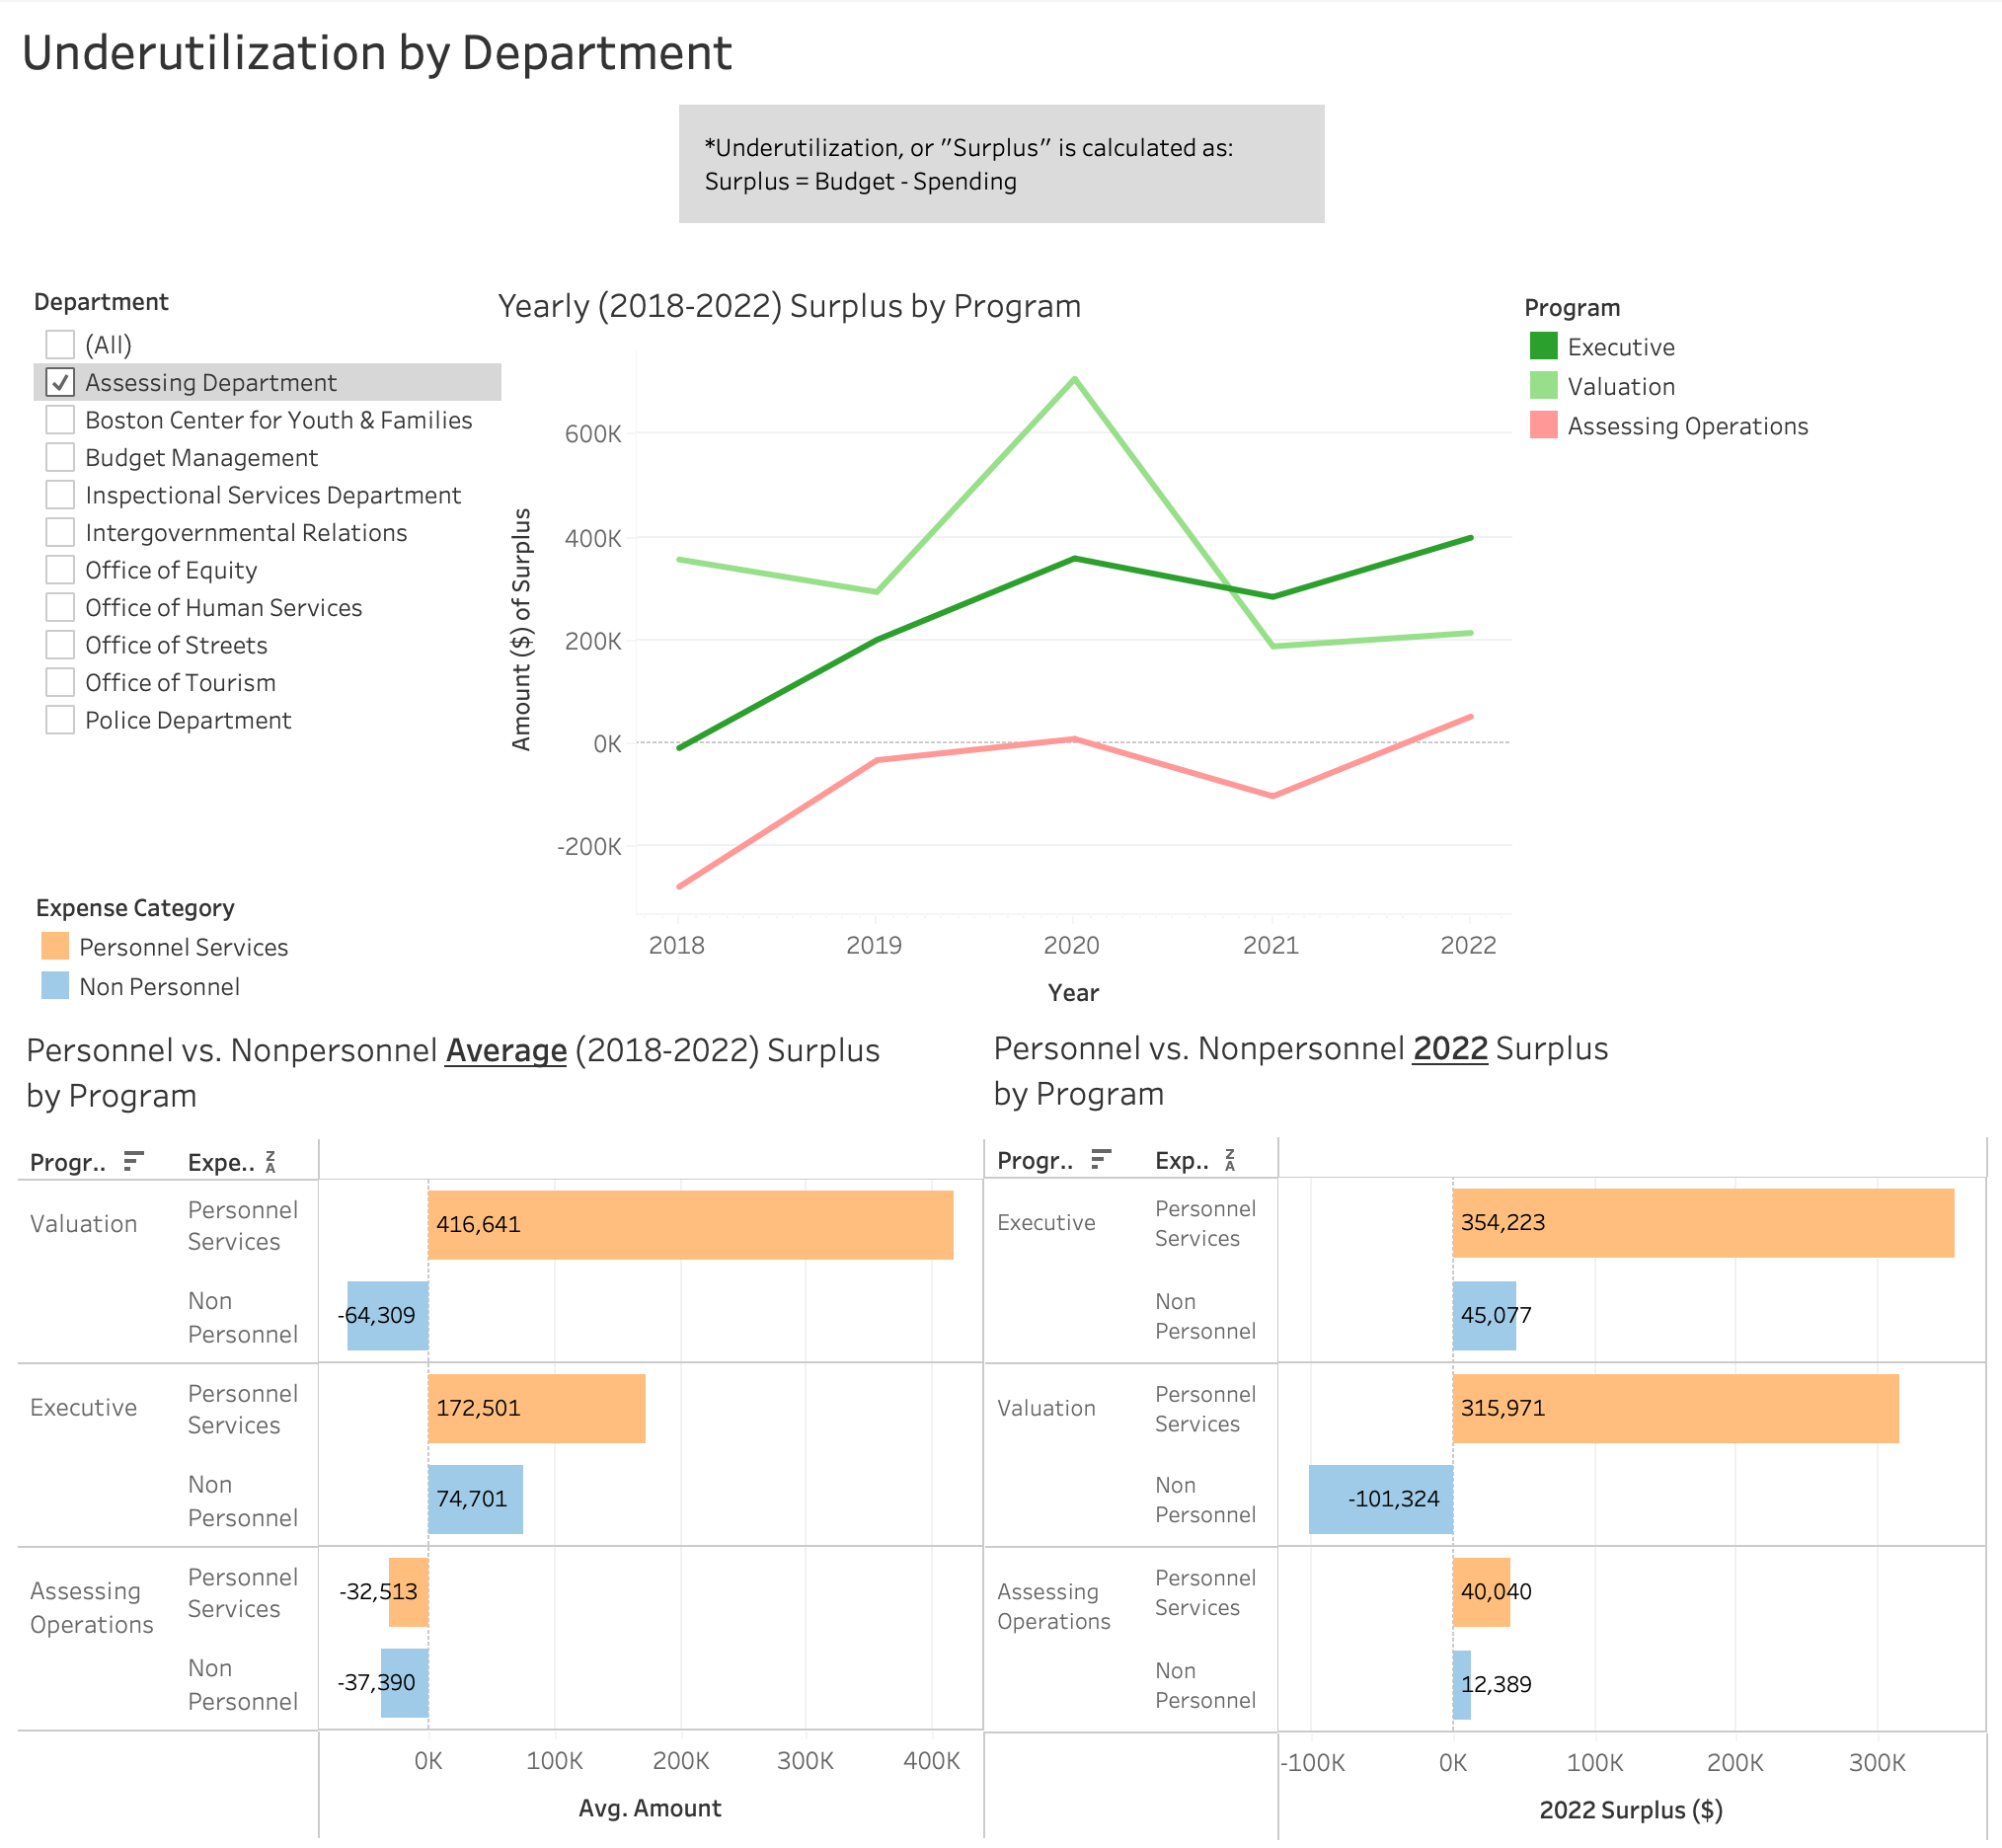 Underutilization by Department
*Underutilization, or "Surplus" is calculated as:
Surplus = Budget - Spending
Department
(All)
Assessing Department
Boston Center for Youth & Families
Budget Management
Inspectional Services Department
Intergovernmental Relations
Office of Equity
Office of Human Services
Office of Streets
Office of Tourism
Police Department
Yearly (2018-2022) Surplus by Program
Amount ($) of Surplus
600K
400K
200K
0K
-200K
2018 2019 2020 2021 2022
Year
Program
Executive
Valuation
Assessing Operations
Expense Category
Personnel Services
Non Personnel
Personnel vs. Nonpersonnel Average (2018-2022) Surplus
by Program
Progr.. Expe.. Z
A
Valuation
Personnel
Services
416,641
Non
Personnel
-64,309
Executive
Personnel
Services
172,501
Non
Personnel
74,701
Assessing
Operations
Personnel
Services
-32,513
Non
Personnel
-37,390
0K 100K 200K 300K 400K
Avg. Amount
Personnel vs. Nonpersonnel 2022 Surplus
by Program
Progr.. Exp.. Z
A
Executive
Personnel
Services
354,223
Non
Personnel
45,077
Valuation
Personnel
Services
315,971
Non
Personnel
-101,324
Assessing
Operations
Personnel
Services
40,040
Non
Personnel
12,389
-100K 0K 100K 200K 300K
2022 Surplus ($)